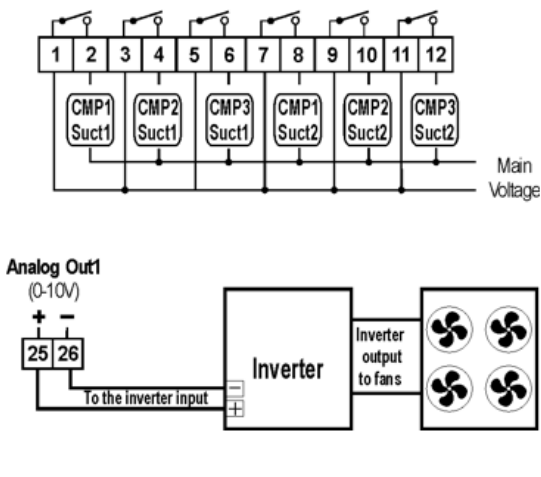 1 2 3 4 5 6 7 8 9 10 11 12
CMP1 CMP2 CMP3 CMP1 CMP2 CMP3
Suct1 Suct1 Suct1 Suct2 Suct2 Suct2
Main
Voltage
Analog Out1
(0-10V)
+ −
25 26
To the inverter input
−
+
Inverter
Inverter
output
to fans